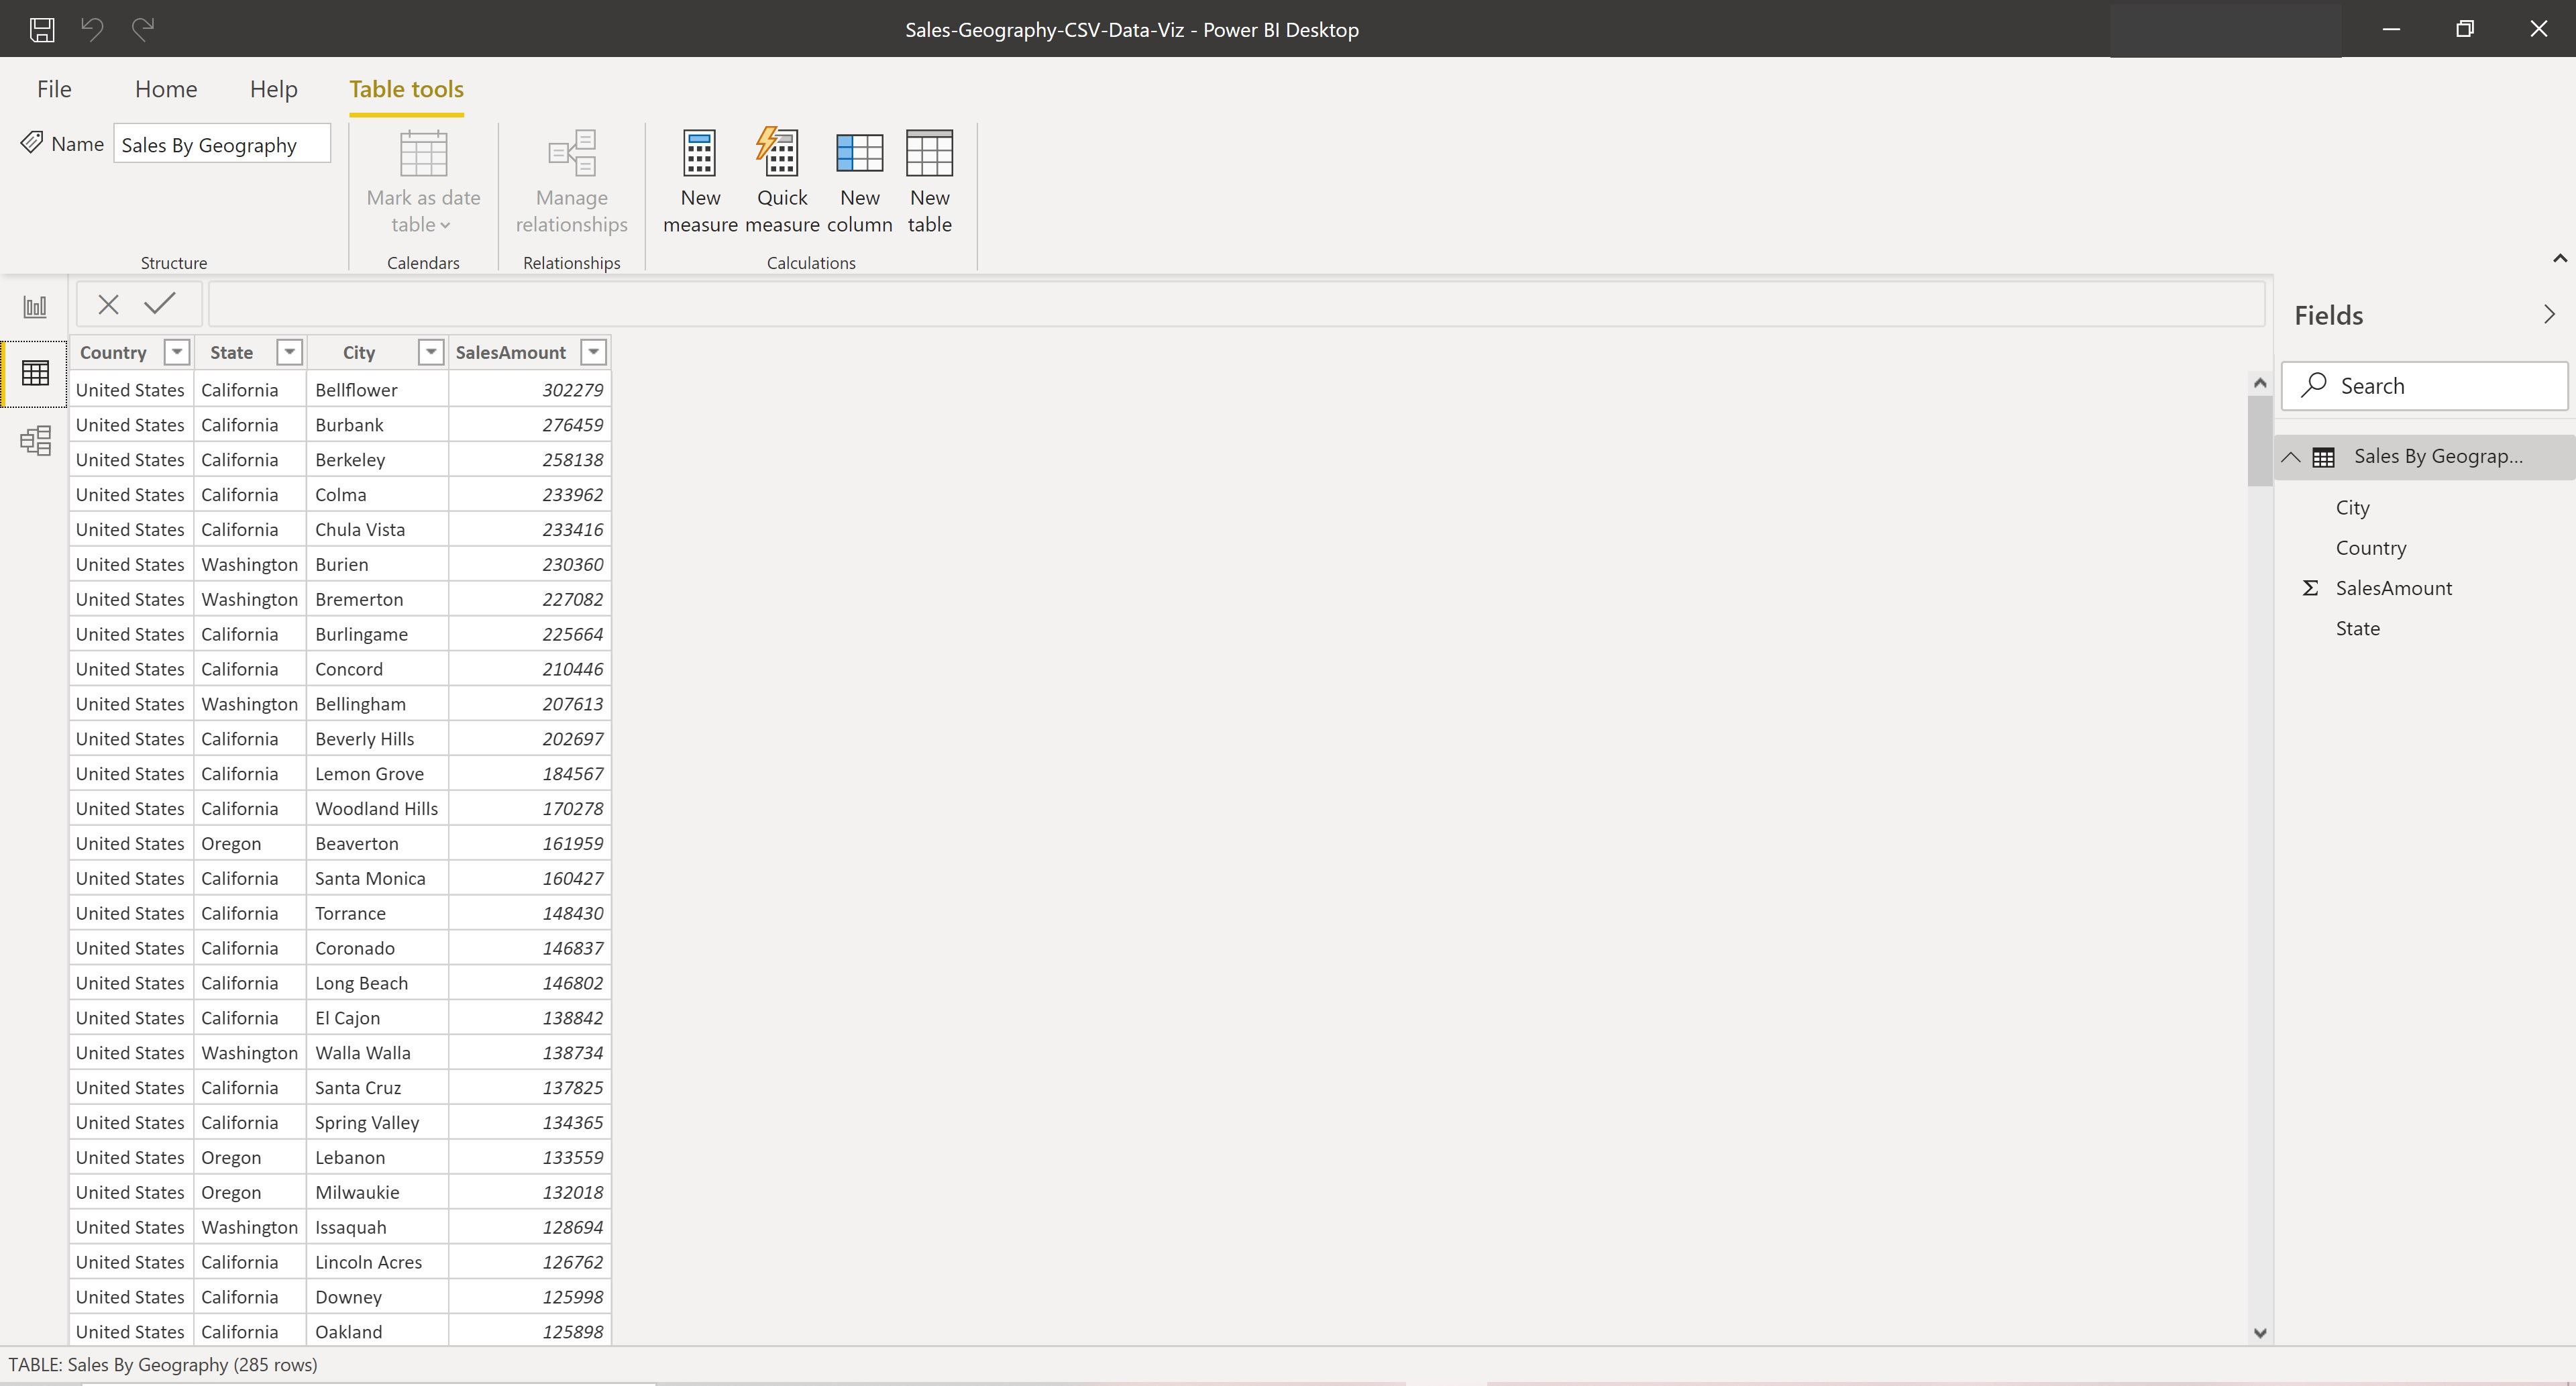 Sales-Geography-CSV-Data-Viz - Power BI Desktop
File Home Help Table tools
Name Sales By Geography
Mark as date table
Manage relationships
New measure
Quick measure
New column
New table
Structure Calendars Relationships Calculations
Country State City SalesAmount
United States California Bellflower 302279
United States California Burbank 276459
United States California Berkeley 258138
United States California Colma 233962
United States California Chula Vista 233416
United States Washington Burien 230360
United States Washington Bremerton 227082
United States California Burlingame 225664
United States California Concord 210446
United States Washington Bellingham 207613
United States California Beverly Hills 202697
United States California Lemon Grove 184567
United States California Woodland Hills 170278
United States Oregon Beaverton 161959
United States California Santa Monica 160427
United States California Torrance 148430
United States California Coronado 146837
United States California Long Beach 146802
United States California El Cajon 138842
United States Washington Walla Walla 138734
United States California Santa Cruz 137825
United States California Spring Valley 134365
United States Oregon Lebanon 133559
United States Oregon Milwaukie 132018
United States Washington Issaquah 128694
United States California Lincoln Acres 126762
United States California Downey 125998
United States California Oakland 125898
Fields
Search
Sales By Geograp...
City
Country
Σ SalesAmount
State
TABLE: Sales By Geography (285 rows)